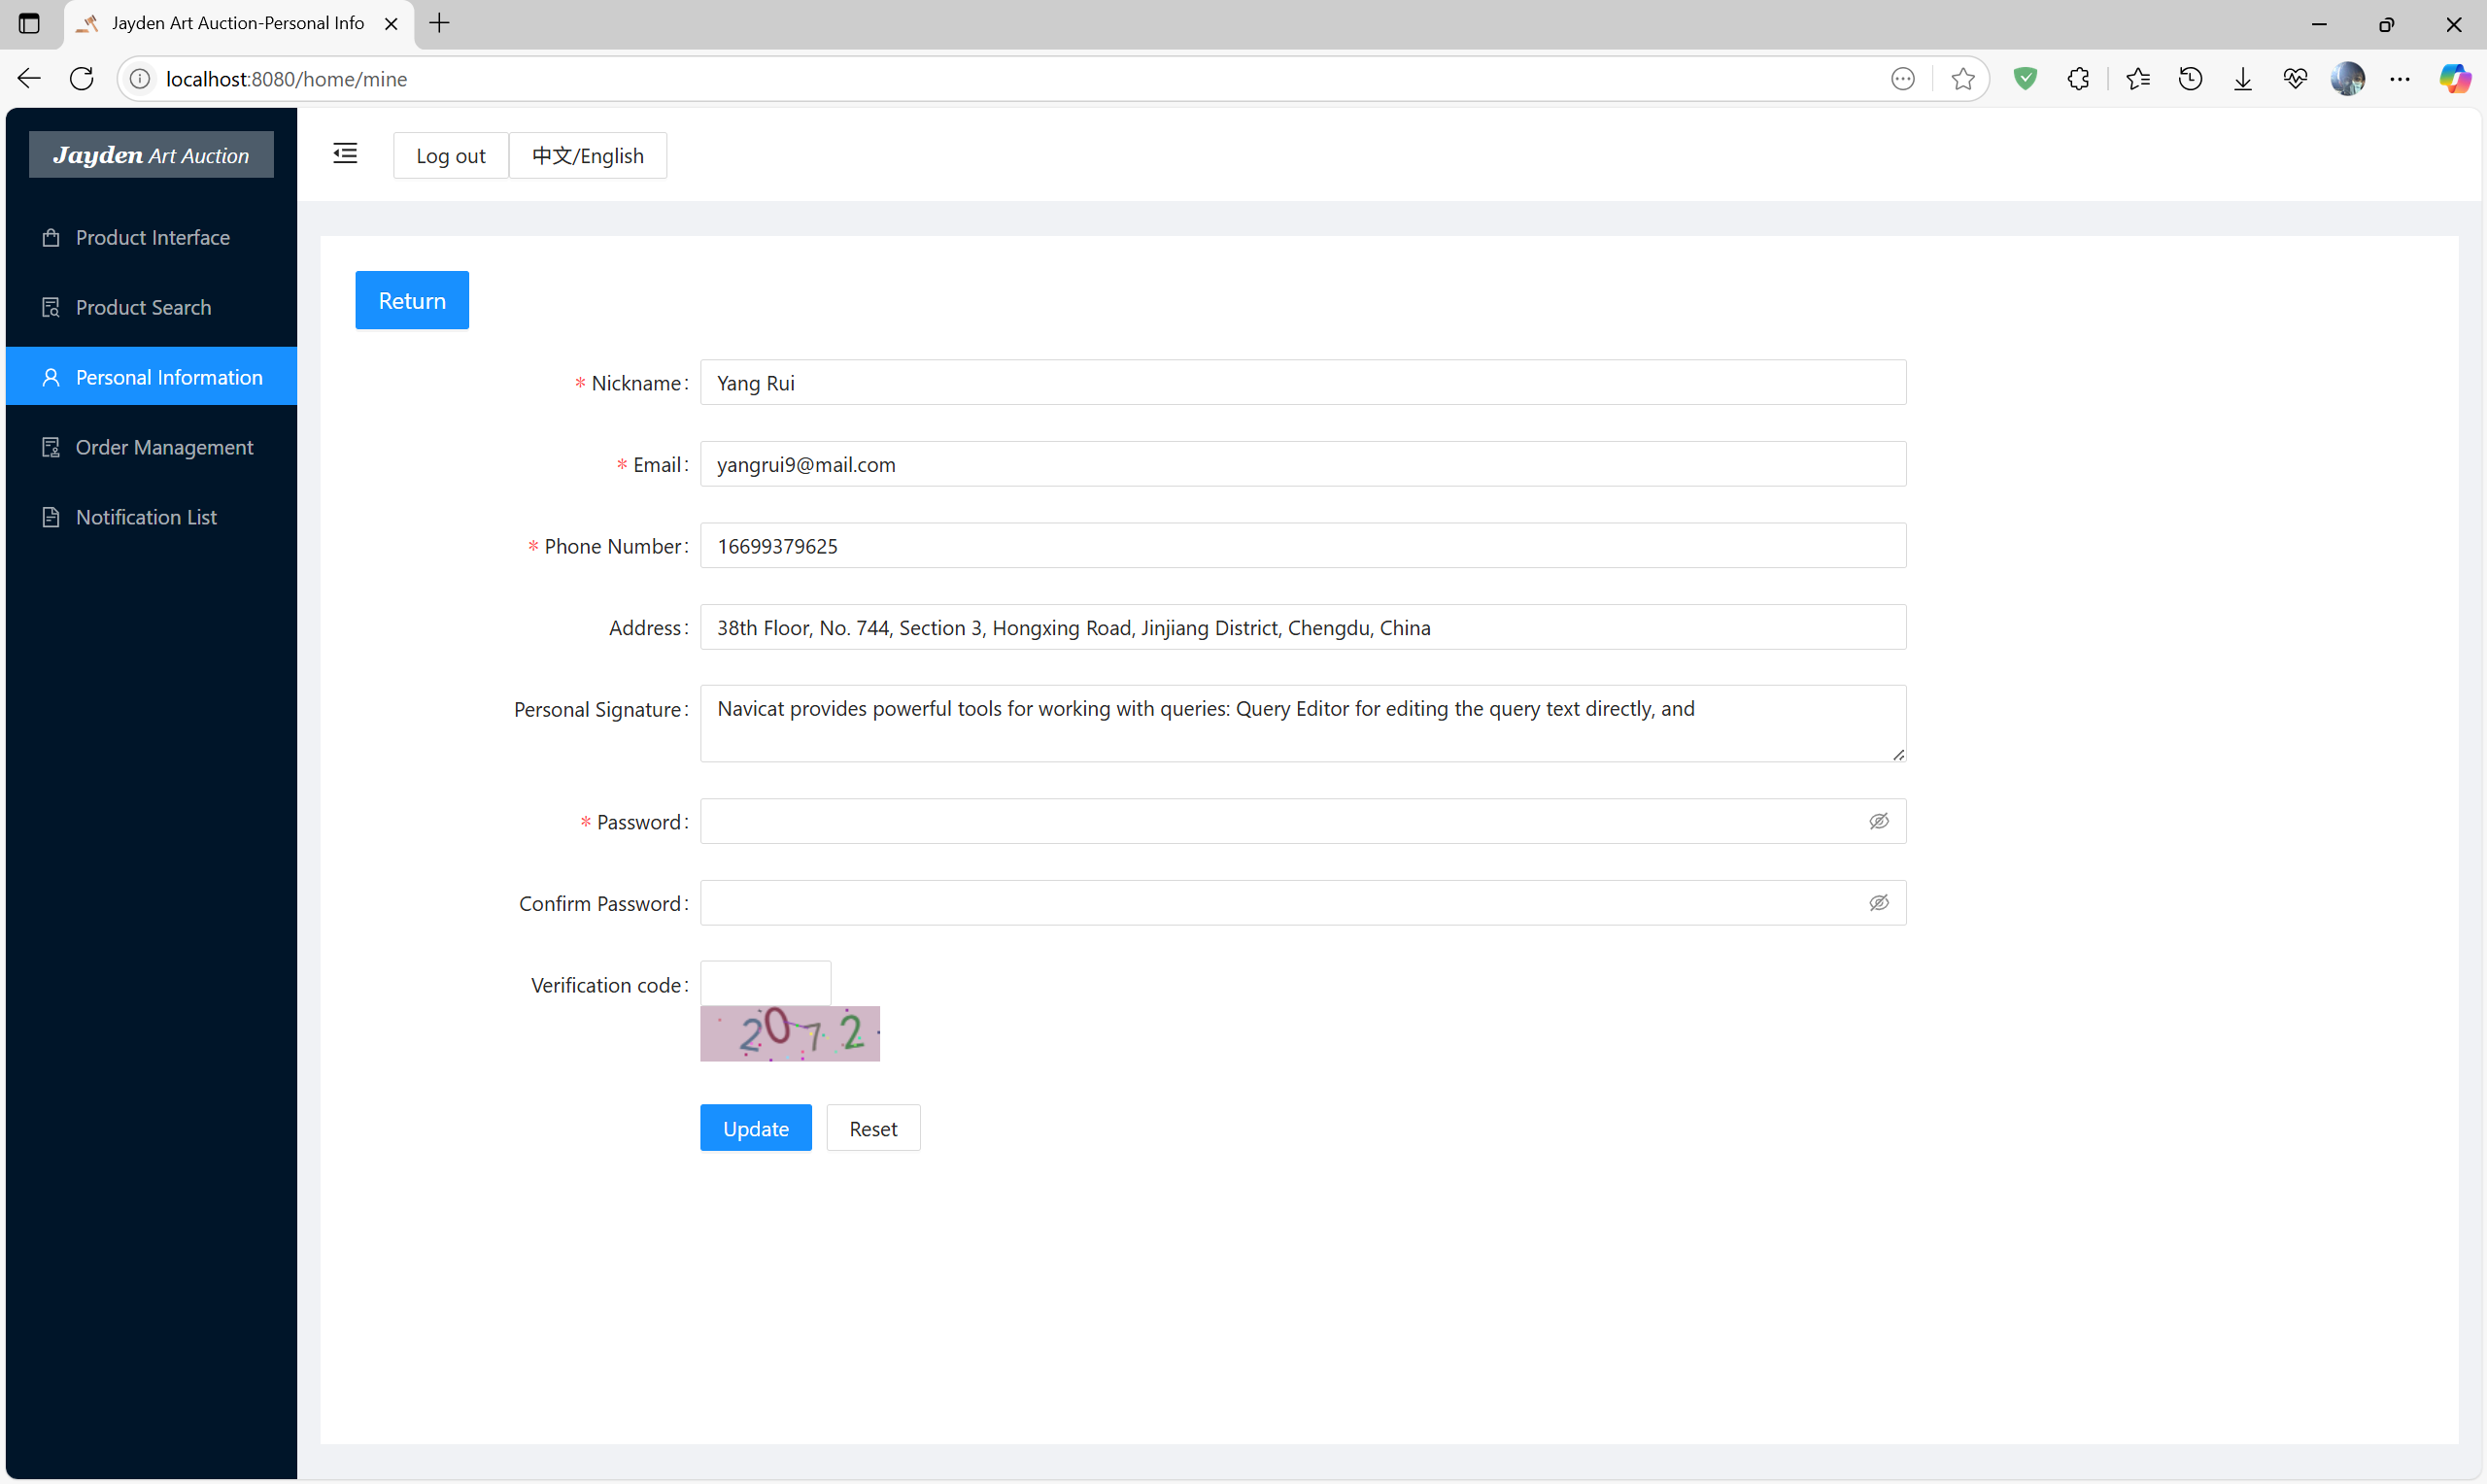 Jayden Art Auction-Personal Info
localhost:8080/home/mine
Jayden Art Auction
Log out
中文/English
Product Interface
Product Search
Personal Information
Order Management
Notification List
Return
* Nickname: Yang Rui
* Email: yangrui9@mail.com
* Phone Number: 16699379625
Address: 38th Floor, No. 744, Section 3, Hongxing Road, Jinjiang District, Chengdu, China
Personal Signature: Navicat provides powerful tools for working with queries: Query Editor for editing the query text directly, and
* Password:
Confirm Password:
Verification code:
2072
Update
Reset